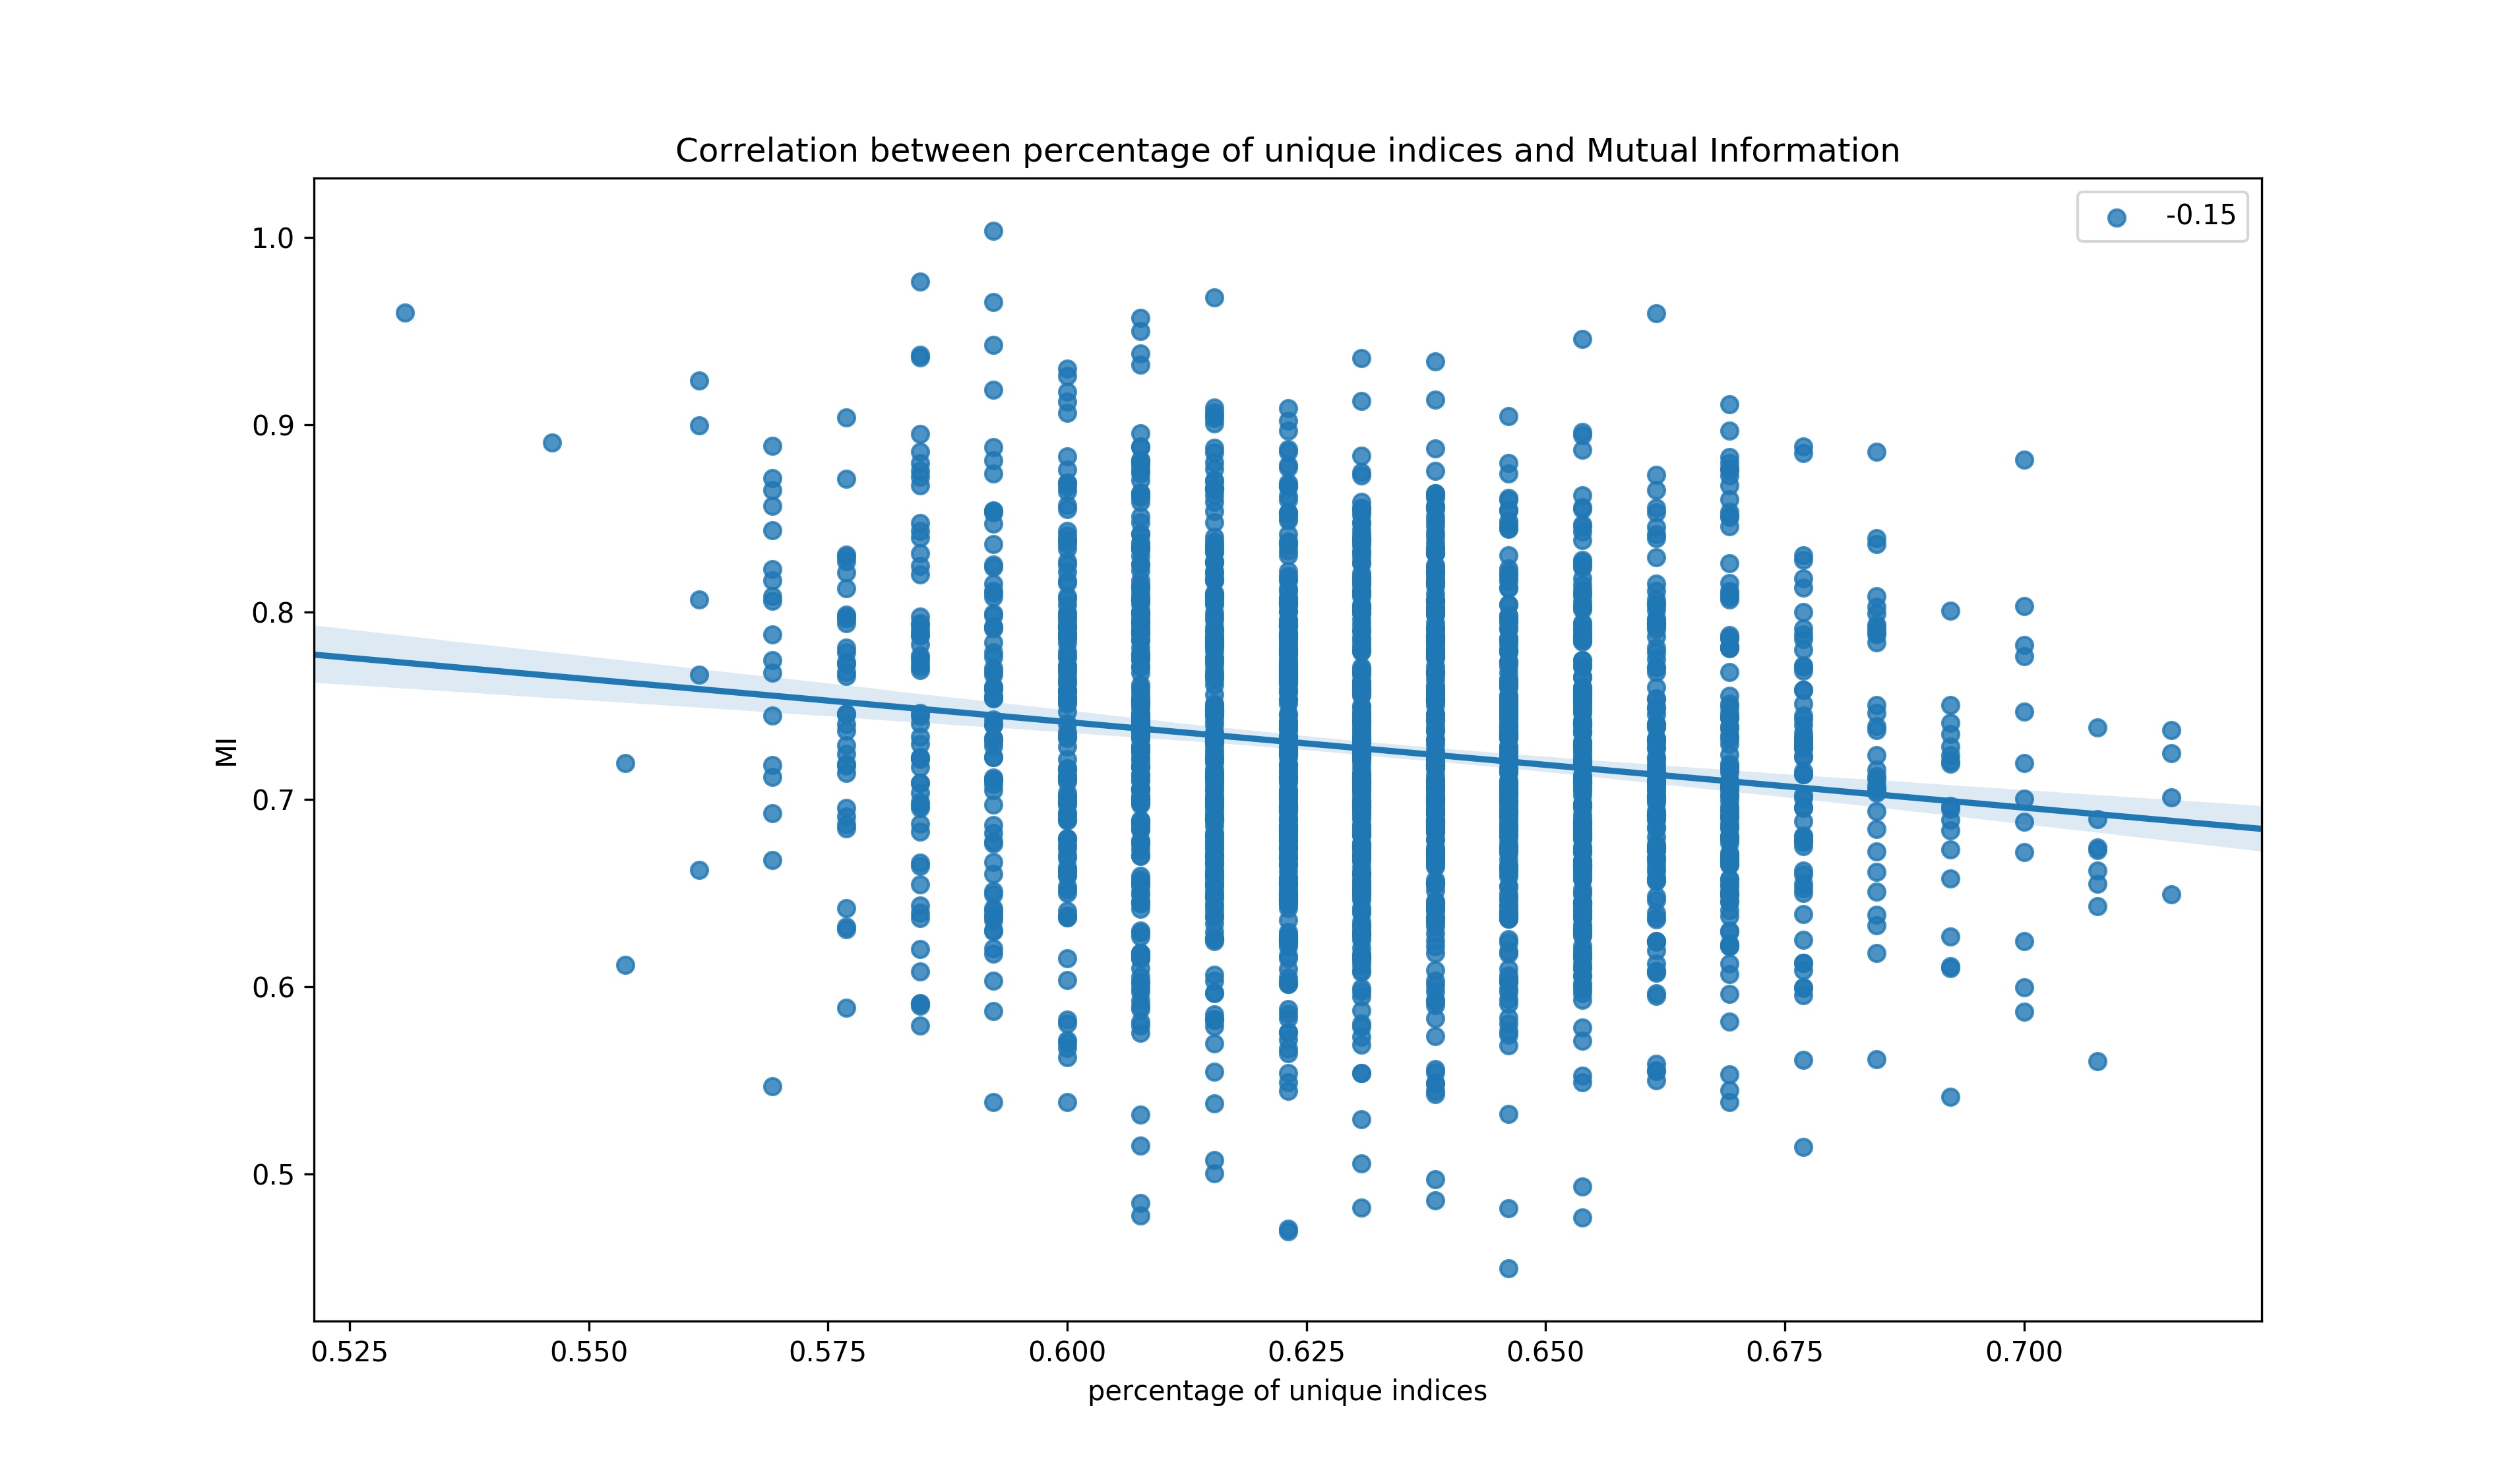 Correlation between percentage of unique indices and Mutual Information
-0.15
1.0
0.9
0.8
0.7
0.6
0.5
MI
0.525 0.550 0.575 0.600 0.625 0.650 0.675 0.700
percentage of unique indices